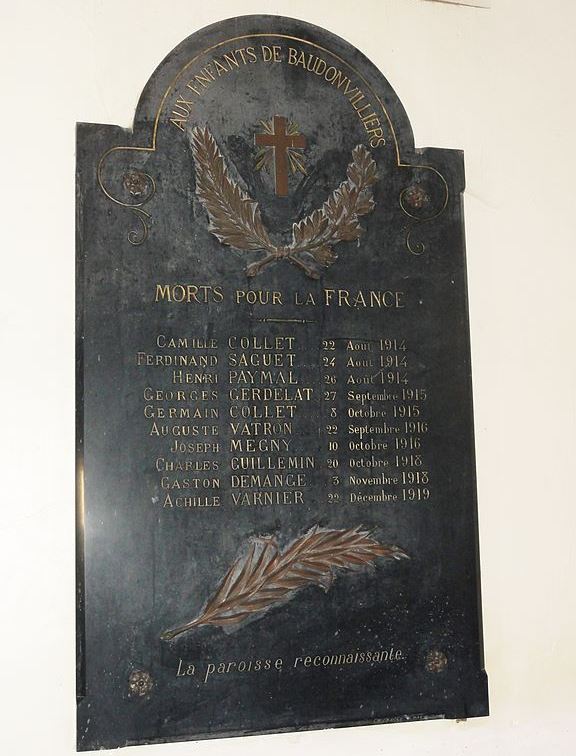 AUX ENFANTS DE BAUDONVILLIERS
MORTS POUR LA FRANCE
CAMILLE COLLET 22 Aout 1914
FERDINAND SAGUET 24 Aout 1914
HENRI PAYMAL 26 Août 1914
GEORGES GERDELAT 27 Septembre 1915
GERMAIN COLLET 8 Octobre 1915
AUGUSTE VATRON 22 Septembre 1916
JOSEPH MEGNY 10 Octobre 1916
CHARLES GUILLEMIN 20 Octobre 1918
GASTON DEMANGE 3 Novembre 1918
ACHILLE VARNIER 22 Décembre 1919
La paroisse reconnaissante.